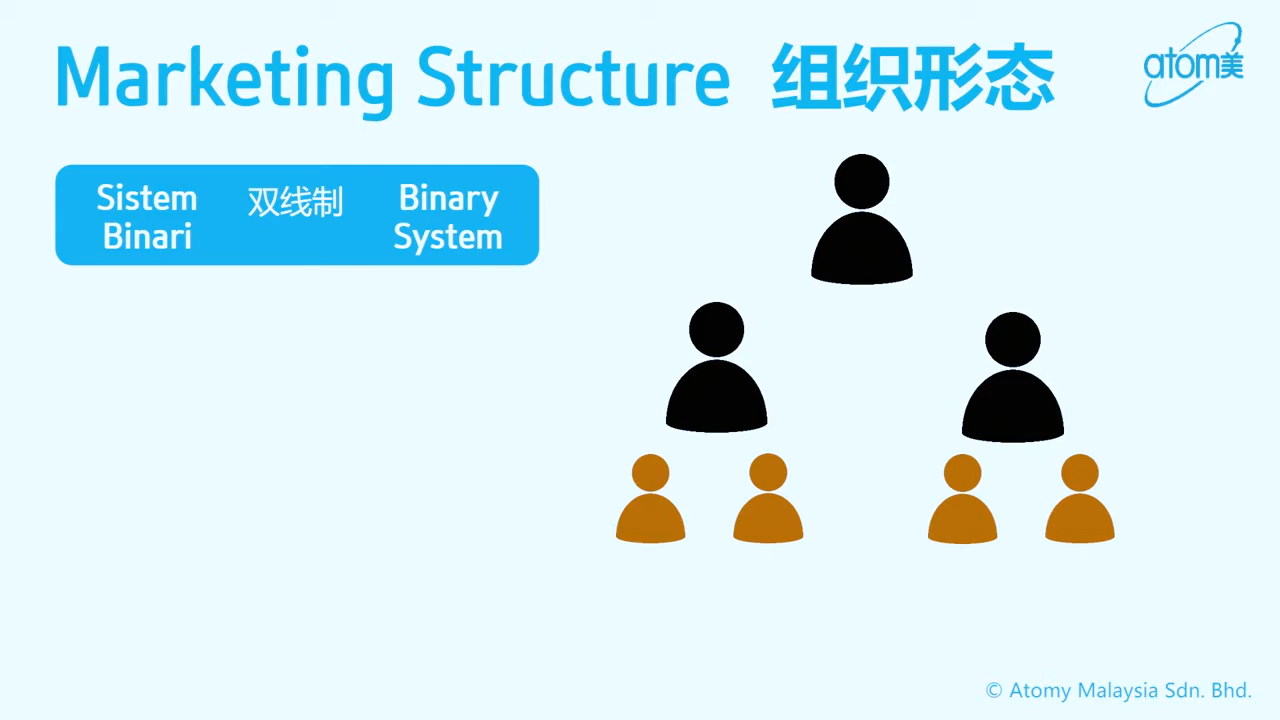 Marketing Structure 组织形态
atom美
Sistem Binari
双线制
Binary System
© Atomy Malaysia Sdn. Bhd.